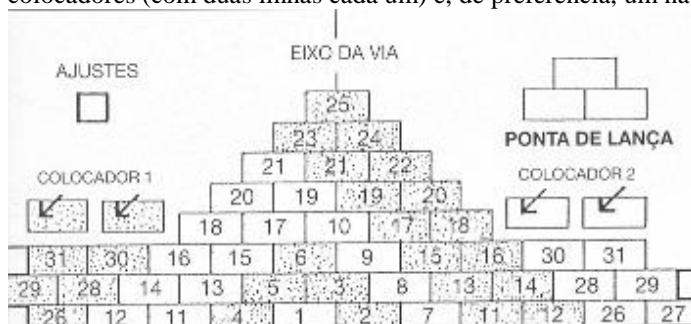 colocadores (com duas linhas cada um) e, de preferência, um na
EIXO DA VIA
AJUSTES
25
23 24
PONTA DE LANÇA
21 21 22
COLOCADOR 1
COLOCADOR 2
20 19 19 20
18 17 10 17 18
31 30 16 15 6 9 15 16 30 31
29 28 14 13 5 3 8 13 14 28 29
26 12 11 4 1 2 7 11 12 26 27